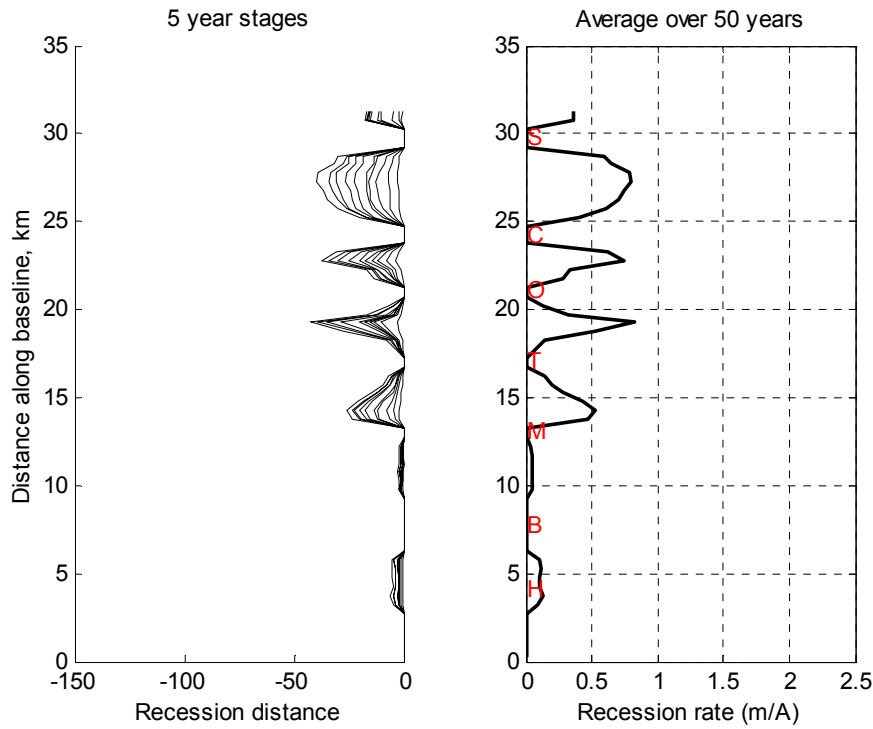 5 year stages
Average over 50 years
Distance along baseline, km
35
30
25
20
15
10
5
0
-150
-100
-50
0
Recession distance
35
30
25
20
15
10
5
0
S
C
O
T
M
B
H
0
0.5
1
1.5
2
2.5
Recession rate (m/A)